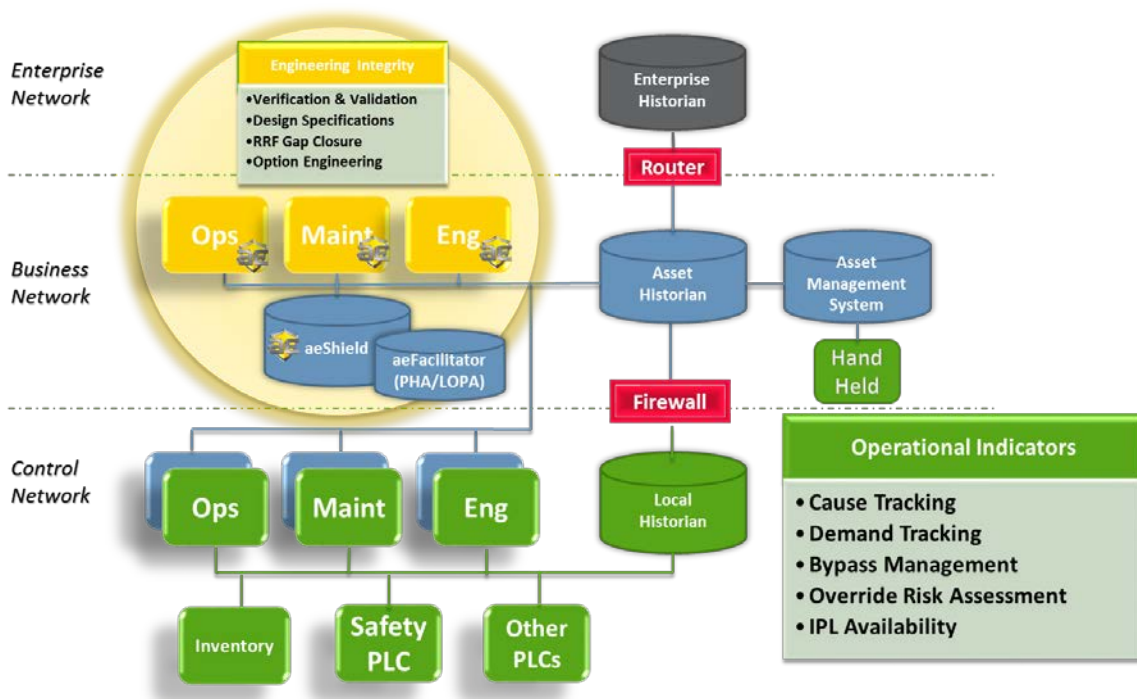 Enterprise
Network
Engineering Integrity
•Verification & Validation
•Design Specifications
•RRF Gap Closure
•Option Engineering
Enterprise
Historian
Router
Business
Network
Ops
Maint
Eng
aeShield
aeFacilitator
(PHA/LOPA)
Asset
Historian
Asset
Management
System
Hand
Held
Firewall
Control
Network
Ops
Maint
Eng
Local
Historian
Inventory
Safety
PLC
Other
PLCs
Operational Indicators
• Cause Tracking
• Demand Tracking
• Bypass Management
• Override Risk Assessment
• IPL Availability